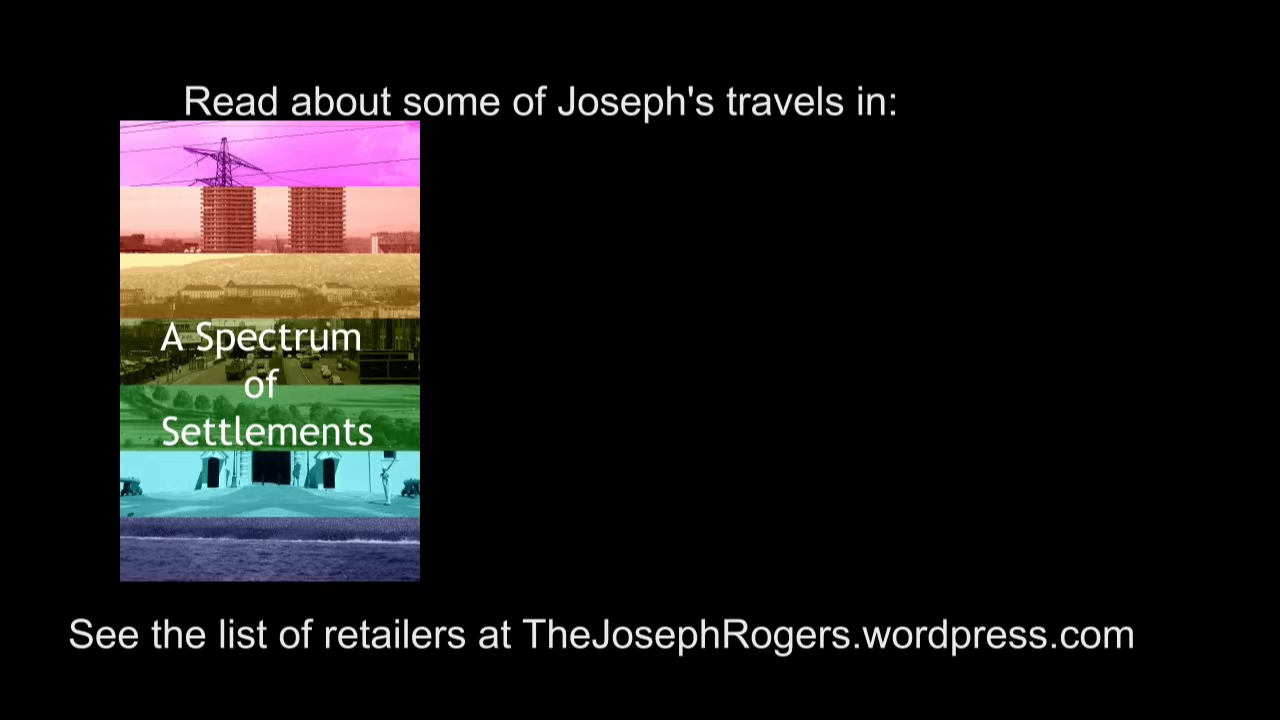 Read about some of Joseph's travels in:
A Spectrum
of
Settlements
See the list of retailers at TheJosephRogers.wordpress.com